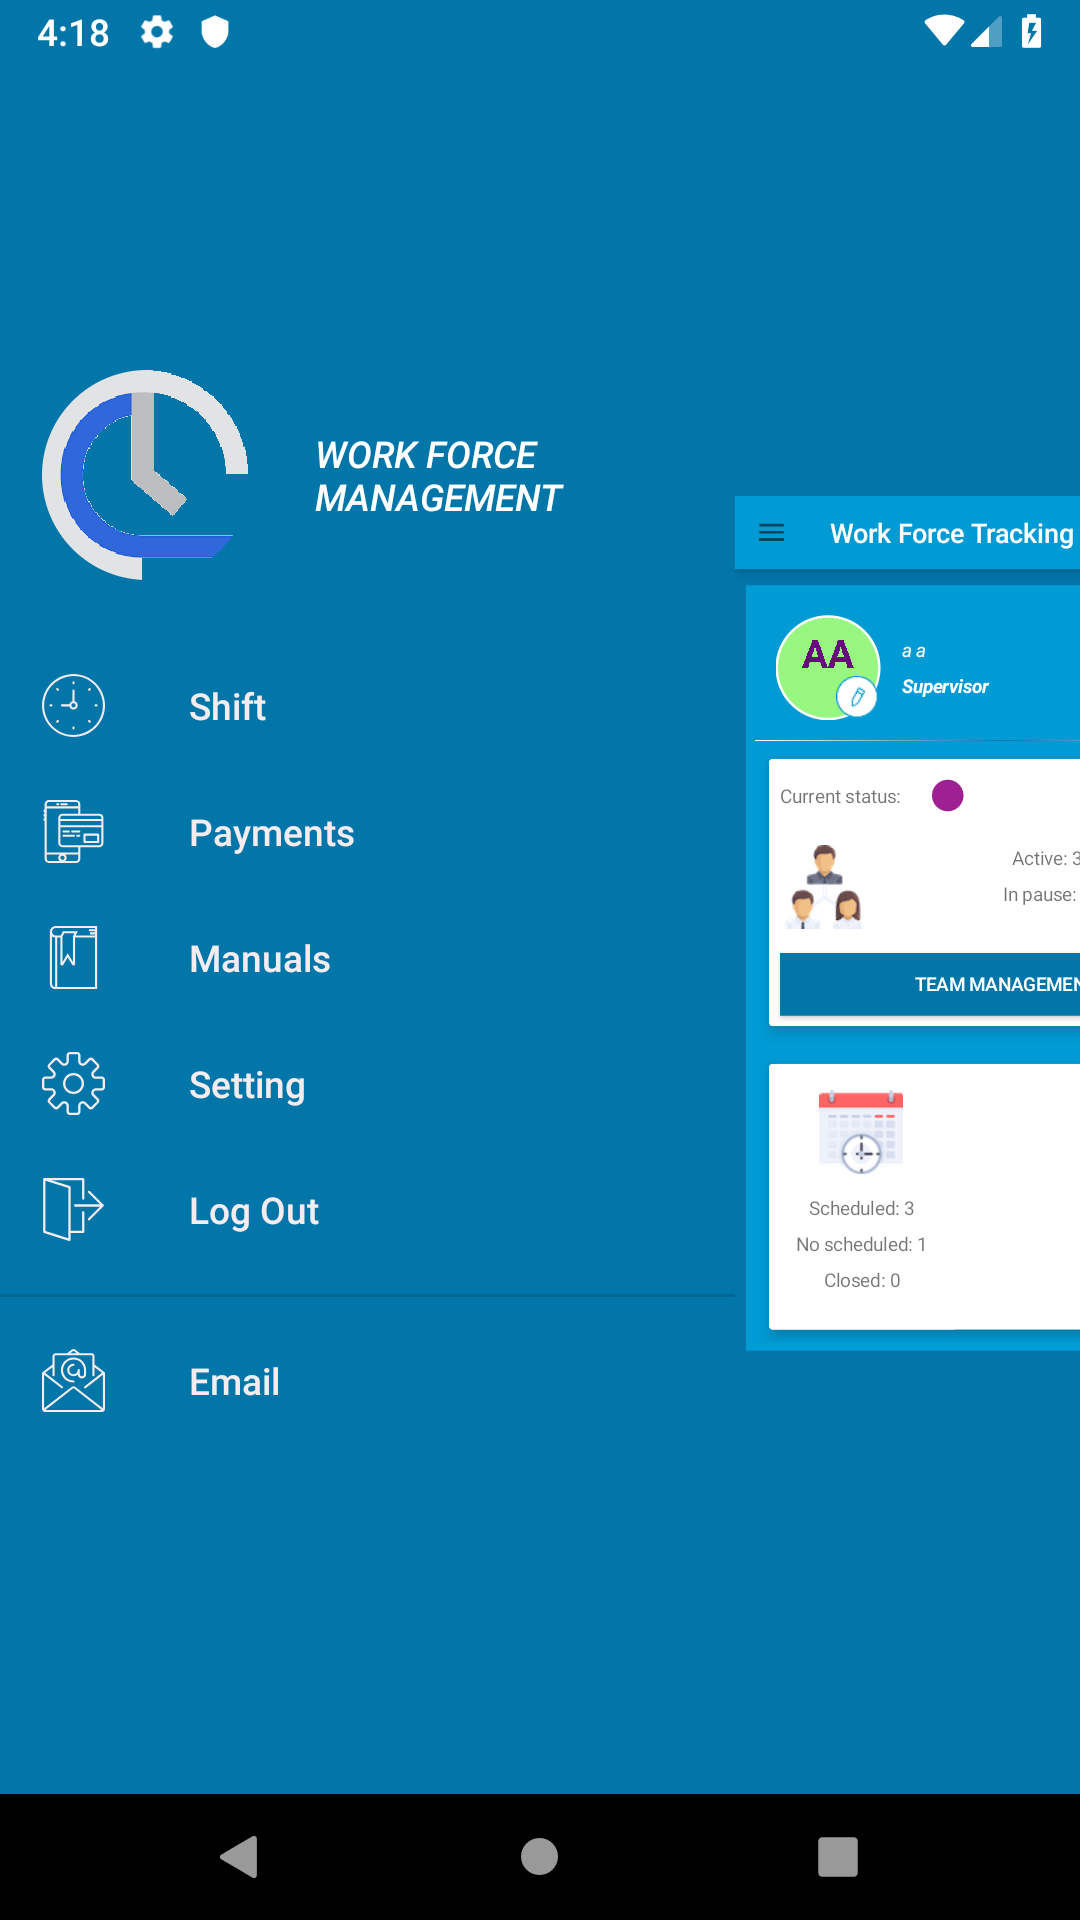 4:18
WORK FORCE
MANAGEMENT
Shift
Payments
Manuals
Setting
Log Out
Email
Work Force Tracking
AA
a a
Supervisor
Current status:
Active: 3
In pause:
TEAM MANAGEMEN
Scheduled: 3
No scheduled: 1
Closed: 0